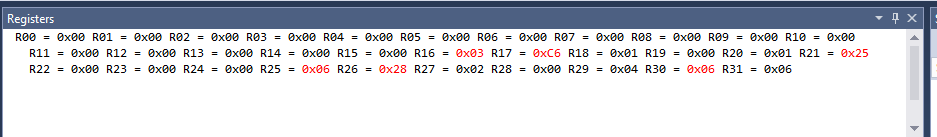 Registers
R00 = 0x00 R01 = 0x00 R02 = 0x00 R03 = 0x00 R04 = 0x00 R05 = 0x00 R06 = 0x00 R07 = 0x00 R08 = 0x00 R09 = 0x00 R10 = 0x00
R11 = 0x00 R12 = 0x00 R13 = 0x00 R14 = 0x00 R15 = 0x00 R16 = 0x03 R17 = 0xC6 R18 = 0x01 R19 = 0x00 R20 = 0x01 R21 = 0x25
R22 = 0x00 R23 = 0x00 R24 = 0x00 R25 = 0x06 R26 = 0x28 R27 = 0x02 R28 = 0x00 R29 = 0x04 R30 = 0x06 R31 = 0x06